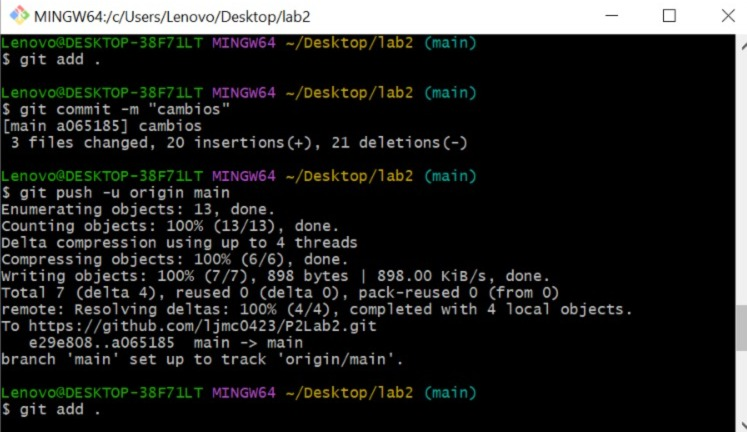 MINGW64:/c/Users/Lenovo/Desktop/lab2
Lenovo@DESKTOP-38F71LT MINGW64 ~/Desktop/lab2 (main)
$ git add .
Lenovo@DESKTOP-38F71LT MINGW64 ~/Desktop/lab2 (main)
$ git commit -m "cambios"
[main a065185] cambios
 3 files changed, 20 insertions(+), 21 deletions(-)
Lenovo@DESKTOP-38F71LT MINGW64 ~/Desktop/lab2 (main)
$ git push -u origin main
Enumerating objects: 13, done.
Counting objects: 100% (13/13), done.
Delta compression using up to 4 threads
Compressing objects: 100% (6/6), done.
Writing objects: 100% (7/7), 898 bytes | 898.00 KiB/s, done.
Total 7 (delta 4), reused 0 (delta 0), pack-reused 0 (from 0)
remote: Resolving deltas: 100% (4/4), completed with 4 local objects.
To https://github.com/ljmc0423/P2Lab2.git
   e29e808..a065185  main -> main
branch 'main' set up to track 'origin/main'.
Lenovo@DESKTOP-38F71LT MINGW64 ~/Desktop/lab2 (main)
$ git add .